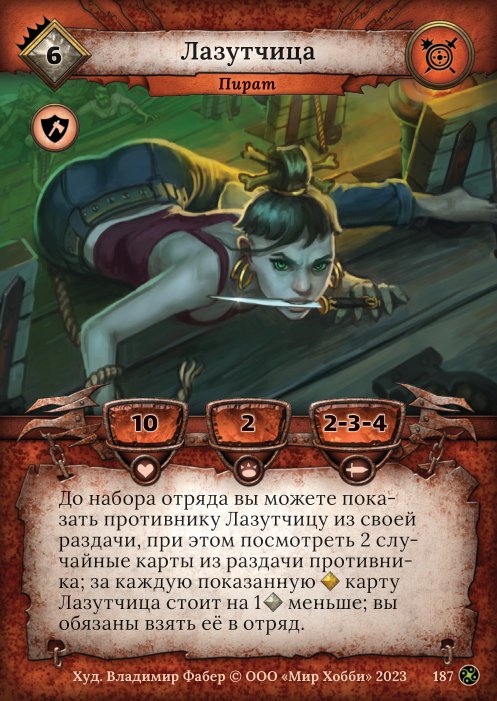 6
Лазутчица
Пират
10
2
2-3-4
До набора отряда вы можете пока-
зать противнику Лазутчицу из своей
раздачи, при этом посмотреть 2 слу-
чайные карты из раздачи противни-
ка; за каждую показанную карту
Лазутчица стоит на 1 меньше; вы
обязаны взять её в отряд.
Худ. Владимир Фабер © ООО «Мир Хобби» 2023 187